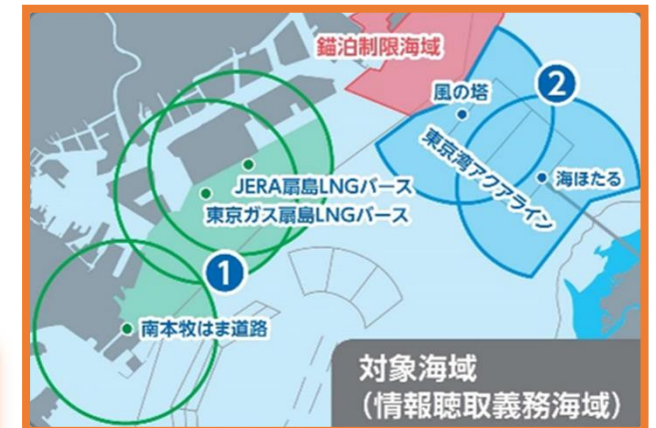 錨泊制限海域
風の塔
2
東京湾アクアライン
海ほたる
JERA扇島LNGバース
東京ガス扇島LNGバース
1
南本牧はま道路
対象海域
(情報聴取義務海域)